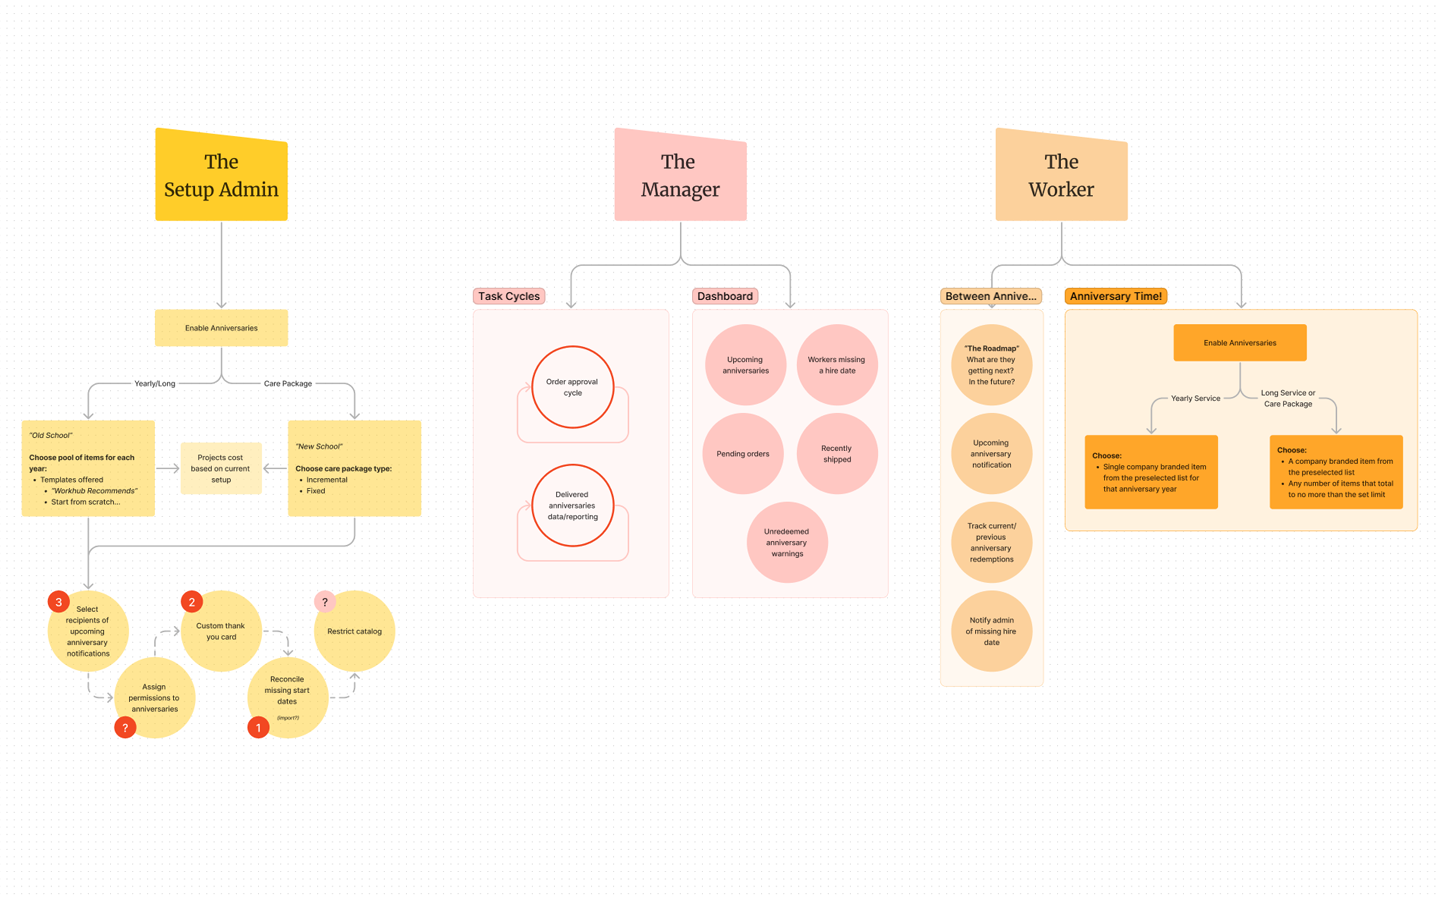 The
Setup Admin
Enable Anniversaries
Yearly/Long
Care Package
"Old School"
Choose pool of items for each
year:
• Templates offered
• "Workhub Recommends"
• Start from scratch...
Projects cost
based on current
setup
"New School"
Choose care package type:
• Incremental
• Fixed
3
Select
recipients of
upcoming
anniversary
notifications
Assign
permissions to
anniversaries
?
2
Custom thank
you card
Reconcile
missing start
dates
(import?)
1
?
Restrict catalog
The
Manager
Task Cycles
Order approval
cycle
Delivered
anniversaries
data/reporting
Dashboard
Upcoming
anniversaries
Workers missing
a hire date
Pending orders
Recently
shipped
Unredeemed
anniversary
warnings
The
Worker
Between Annive...
"The Roadmap"
What are they
getting next?
In the future?
Upcoming
anniversary
notification
Track current/
previous
anniversary
redemptions
Notify admin
of missing hire
date
Anniversary Time!
Enable Anniversaries
Yearly Service
Long Service or
Care Package
Choose:
• Single company branded item
from the preselected list for
that anniversary year
Choose:
• A company branded item from
the preselected list
• Any number of items that total
to no more than the set limit